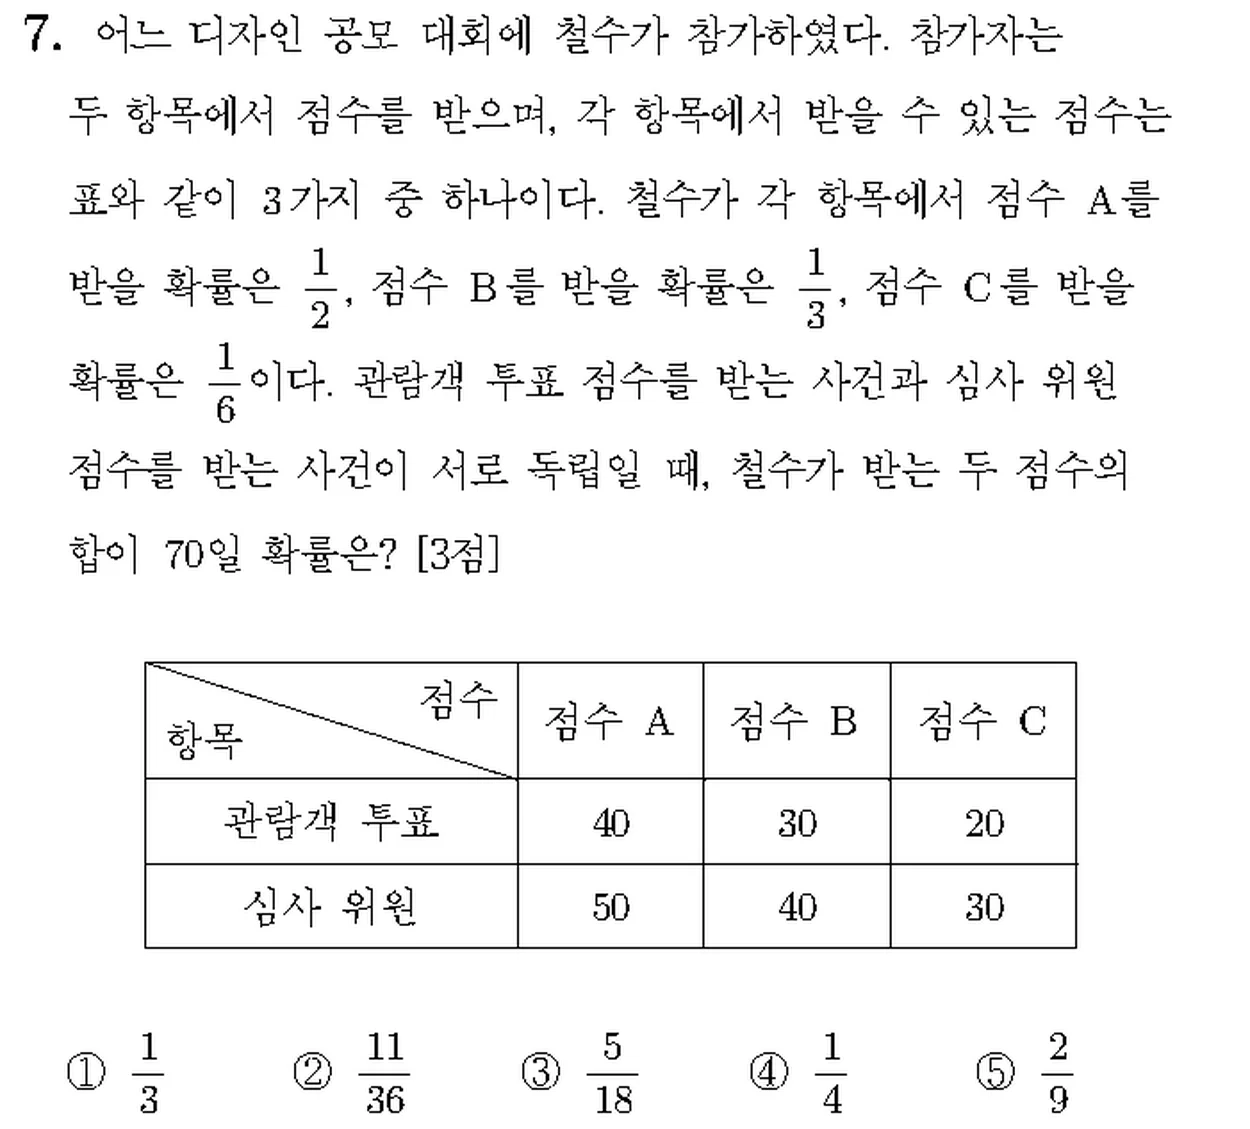 7. 어느 디자인 공모 대회에 철수가 참가하였다. 참가자는
두 항목에서 점수를 받으며, 각 항목에서 받을 수 있는 점수는
표와 같이 3가지 중 하나이다. 철수가 각 항목에서 점수 A를
받을 확률은 1/2, 점수 B를 받을 확률은 1/3, 점수 C를 받을
확률은 1/6이다. 관람객 투표 점수를 받는 사건과 심사 위원
점수를 받는 사건이 서로 독립일 때, 철수가 받는 두 점수의
합이 70일 확률은? [3점]
점수
항목 점수 A 점수 B 점수 C
관람객 투표 40 30 20
심사 위원 50 40 30
① 1/3 ② 11/36 ③ 5/18 ④ 1/4 ⑤ 2/9